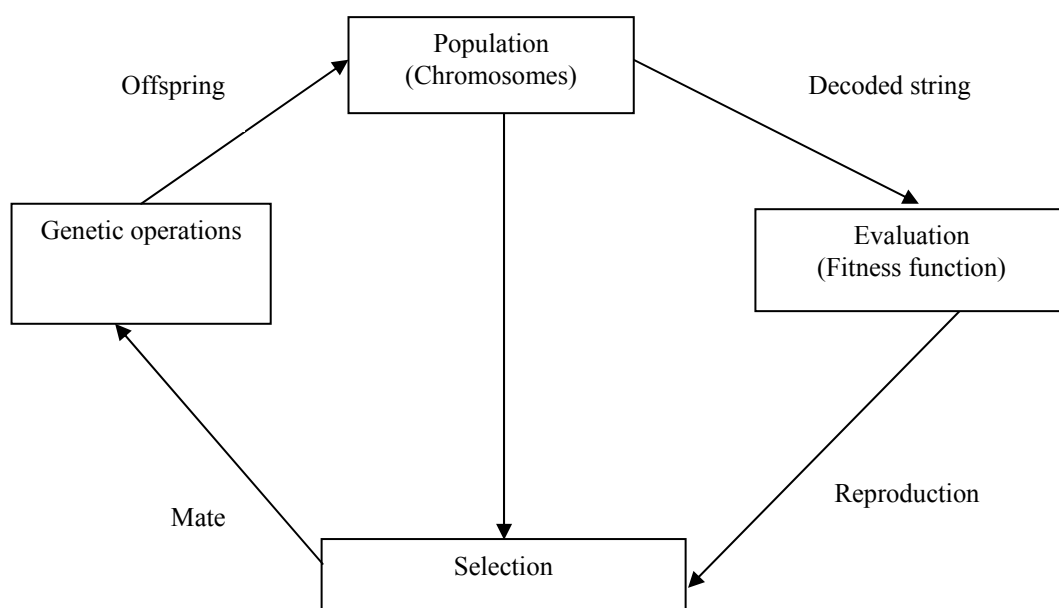 Population
(Chromosomes)
Offspring
Decoded string
Genetic operations
Evaluation
(Fitness function)
Reproduction
Mate
Selection